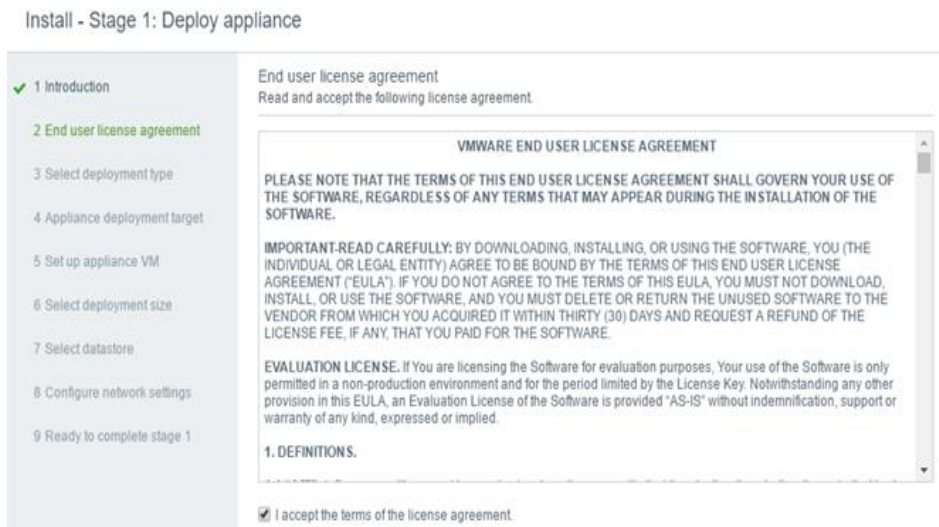 Install - Stage 1: Deploy appliance
1 Introduction
2 End user license agreement
3 Select deployment type
4 Appliance deployment target
5 Set up appliance VM
6 Select deployment size
7 Select datastore
8 Configure network settings
9 Ready to complete stage 1
End user license agreement
Read and accept the following license agreement.
VMWARE END USER LICENSE AGREEMENT
PLEASE NOTE THAT THE TERMS OF THIS END USER LICENSE AGREEMENT SHALL GOVERN YOUR USE OF
THE SOFTWARE, REGARDLESS OF ANY TERMS THAT MAY APPEAR DURING THE INSTALLATION OF THE
SOFTWARE.
IMPORTANT-READ CAREFULLY: BY DOWNLOADING, INSTALLING, OR USING THE SOFTWARE, YOU (THE
INDIVIDUAL OR LEGAL ENTITY) AGREE TO BE BOUND BY THE TERMS OF THIS END USER LICENSE
AGREEMENT ("EULA"). IF YOU DO NOT AGREE TO THE TERMS OF THIS EULA, YOU MUST NOT DOWNLOAD,
INSTALL, OR USE THE SOFTWARE, AND YOU MUST DELETE OR RETURN THE UNUSED SOFTWARE TO THE
VENDOR FROM WHICH YOU ACQUIRED IT WITHIN THIRTY (30) DAYS AND REQUEST A REFUND OF THE
LICENSE FEE, IF ANY, THAT YOU PAID FOR THE SOFTWARE.
EVALUATION LICENSE. If You are licensing the Software for evaluation purposes, Your use of the Software is only
permitted in a non-production environment and for the period limited by the License Key. Notwithstanding any other
provision in this EULA, an Evaluation License of the Software is provided "AS-IS" without indemnification, support or
warranty of any kind, expressed or implied.
1. DEFINITIONS.
I accept the terms of the license agreement.